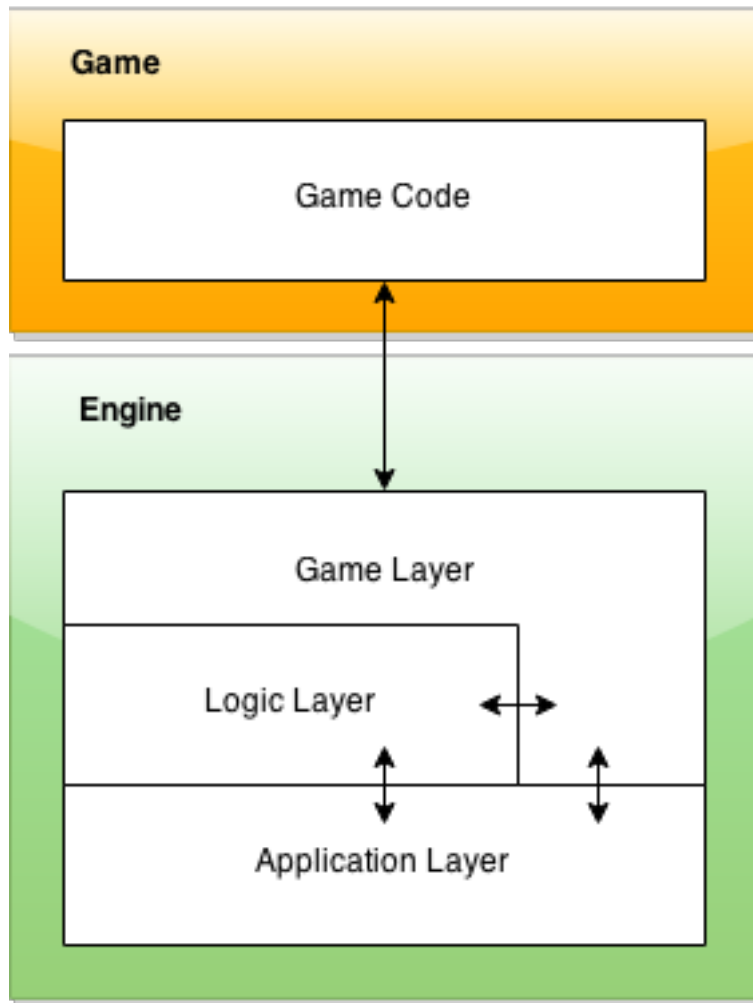 Game
Game Code
Engine
Game Layer
Logic Layer
Application Layer